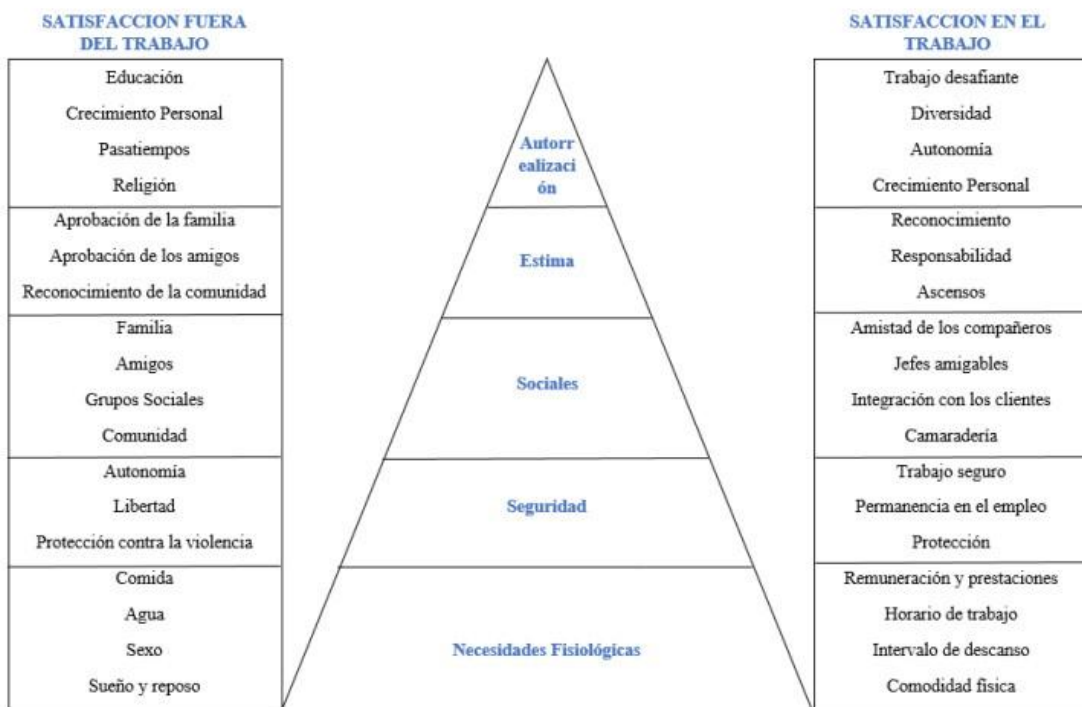 SATISFACCION FUERA
DEL TRABAJO
Educación
Crecimiento Personal
Pasatiempos
Religión
Aprobación de la familia
Aprobación de los amigos
Reconocimiento de la comunidad
Familia
Amigos
Grupos Sociales
Comunidad
Autonomía
Libertad
Protección contra la violencia
Comida
Agua
Sexo
Sueño y reposo
Autorr
ealizaci
ón
Estima
Sociales
Seguridad
Necesidades Fisiológicas
SATISFACCION EN EL
TRABAJO
Trabajo desafiante
Diversidad
Autonomía
Crecimiento Personal
Reconocimiento
Responsabilidad
Ascensos
Amistad de los compañeros
Jefes amigables
Integración con los clientes
Camaradería
Trabajo seguro
Permanencia en el empleo
Protección
Remuneración y prestaciones
Horario de trabajo
Intervalo de descanso
Comodidad física